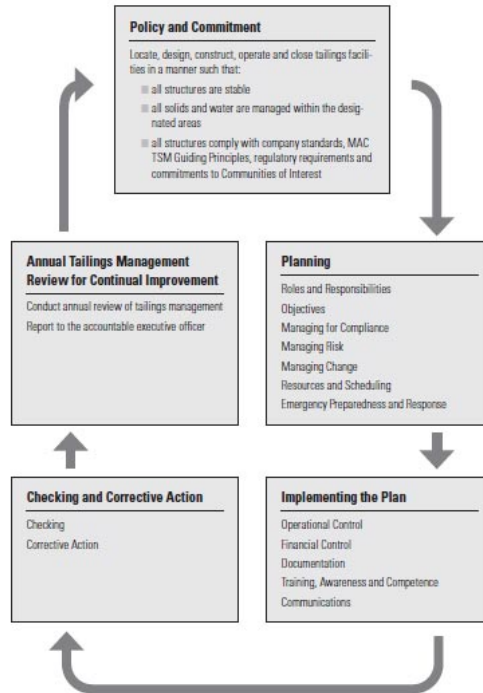 Policy and Commitment
Locate, design, construct, operate and close tailings facili-
ties in a manner such that:
all structures are stable
all solids and water are managed within the desig-
nated areas
all structures comply with company standards, MAC
TSM Guiding Principles, regulatory requirements and
commitments to Communities of Interest
Planning
Roles and Responsibilities
Objectives
Managing for Compliance
Managing Risk
Managing Change
Resources and Scheduling
Emergency Preparedness and Response
Implementing the Plan
Operational Control
Financial Control
Documentation
Training, Awareness and Competence
Communications
Checking and Corrective Action
Checking
Corrective Action
Annual Tailings Management
Review for Continual Improvement
Conduct annual review of tailings management
Report to the accountable executive officer